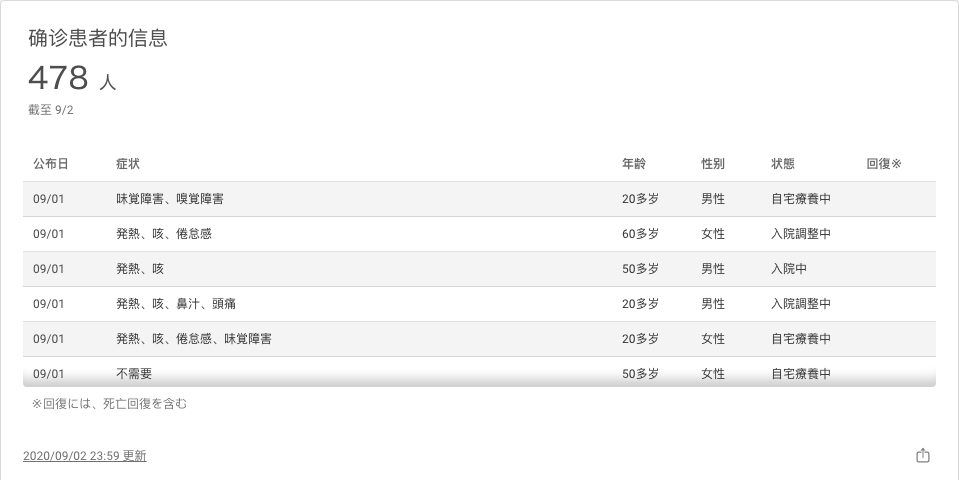 确诊患者的信息
478 人
截至 9/2
公布日 症状 年龄 性别 状態 回復※
09/01 味覚障害、嗅覚障害 20多岁 男性 自宅療養中
09/01 発熱、咳、倦怠感 60多岁 女性 入院調整中
09/01 発熱、咳 50多岁 男性 入院中
09/01 発熱、咳、鼻汁、頭痛 20多岁 男性 入院調整中
09/01 発熱、咳、倦怠感、味覚障害 20多岁 女性 自宅療養中
09/01 不需要 50多岁 女性 自宅療養中
※回復には、死亡回復を含む
2020/09/02 23:59 更新